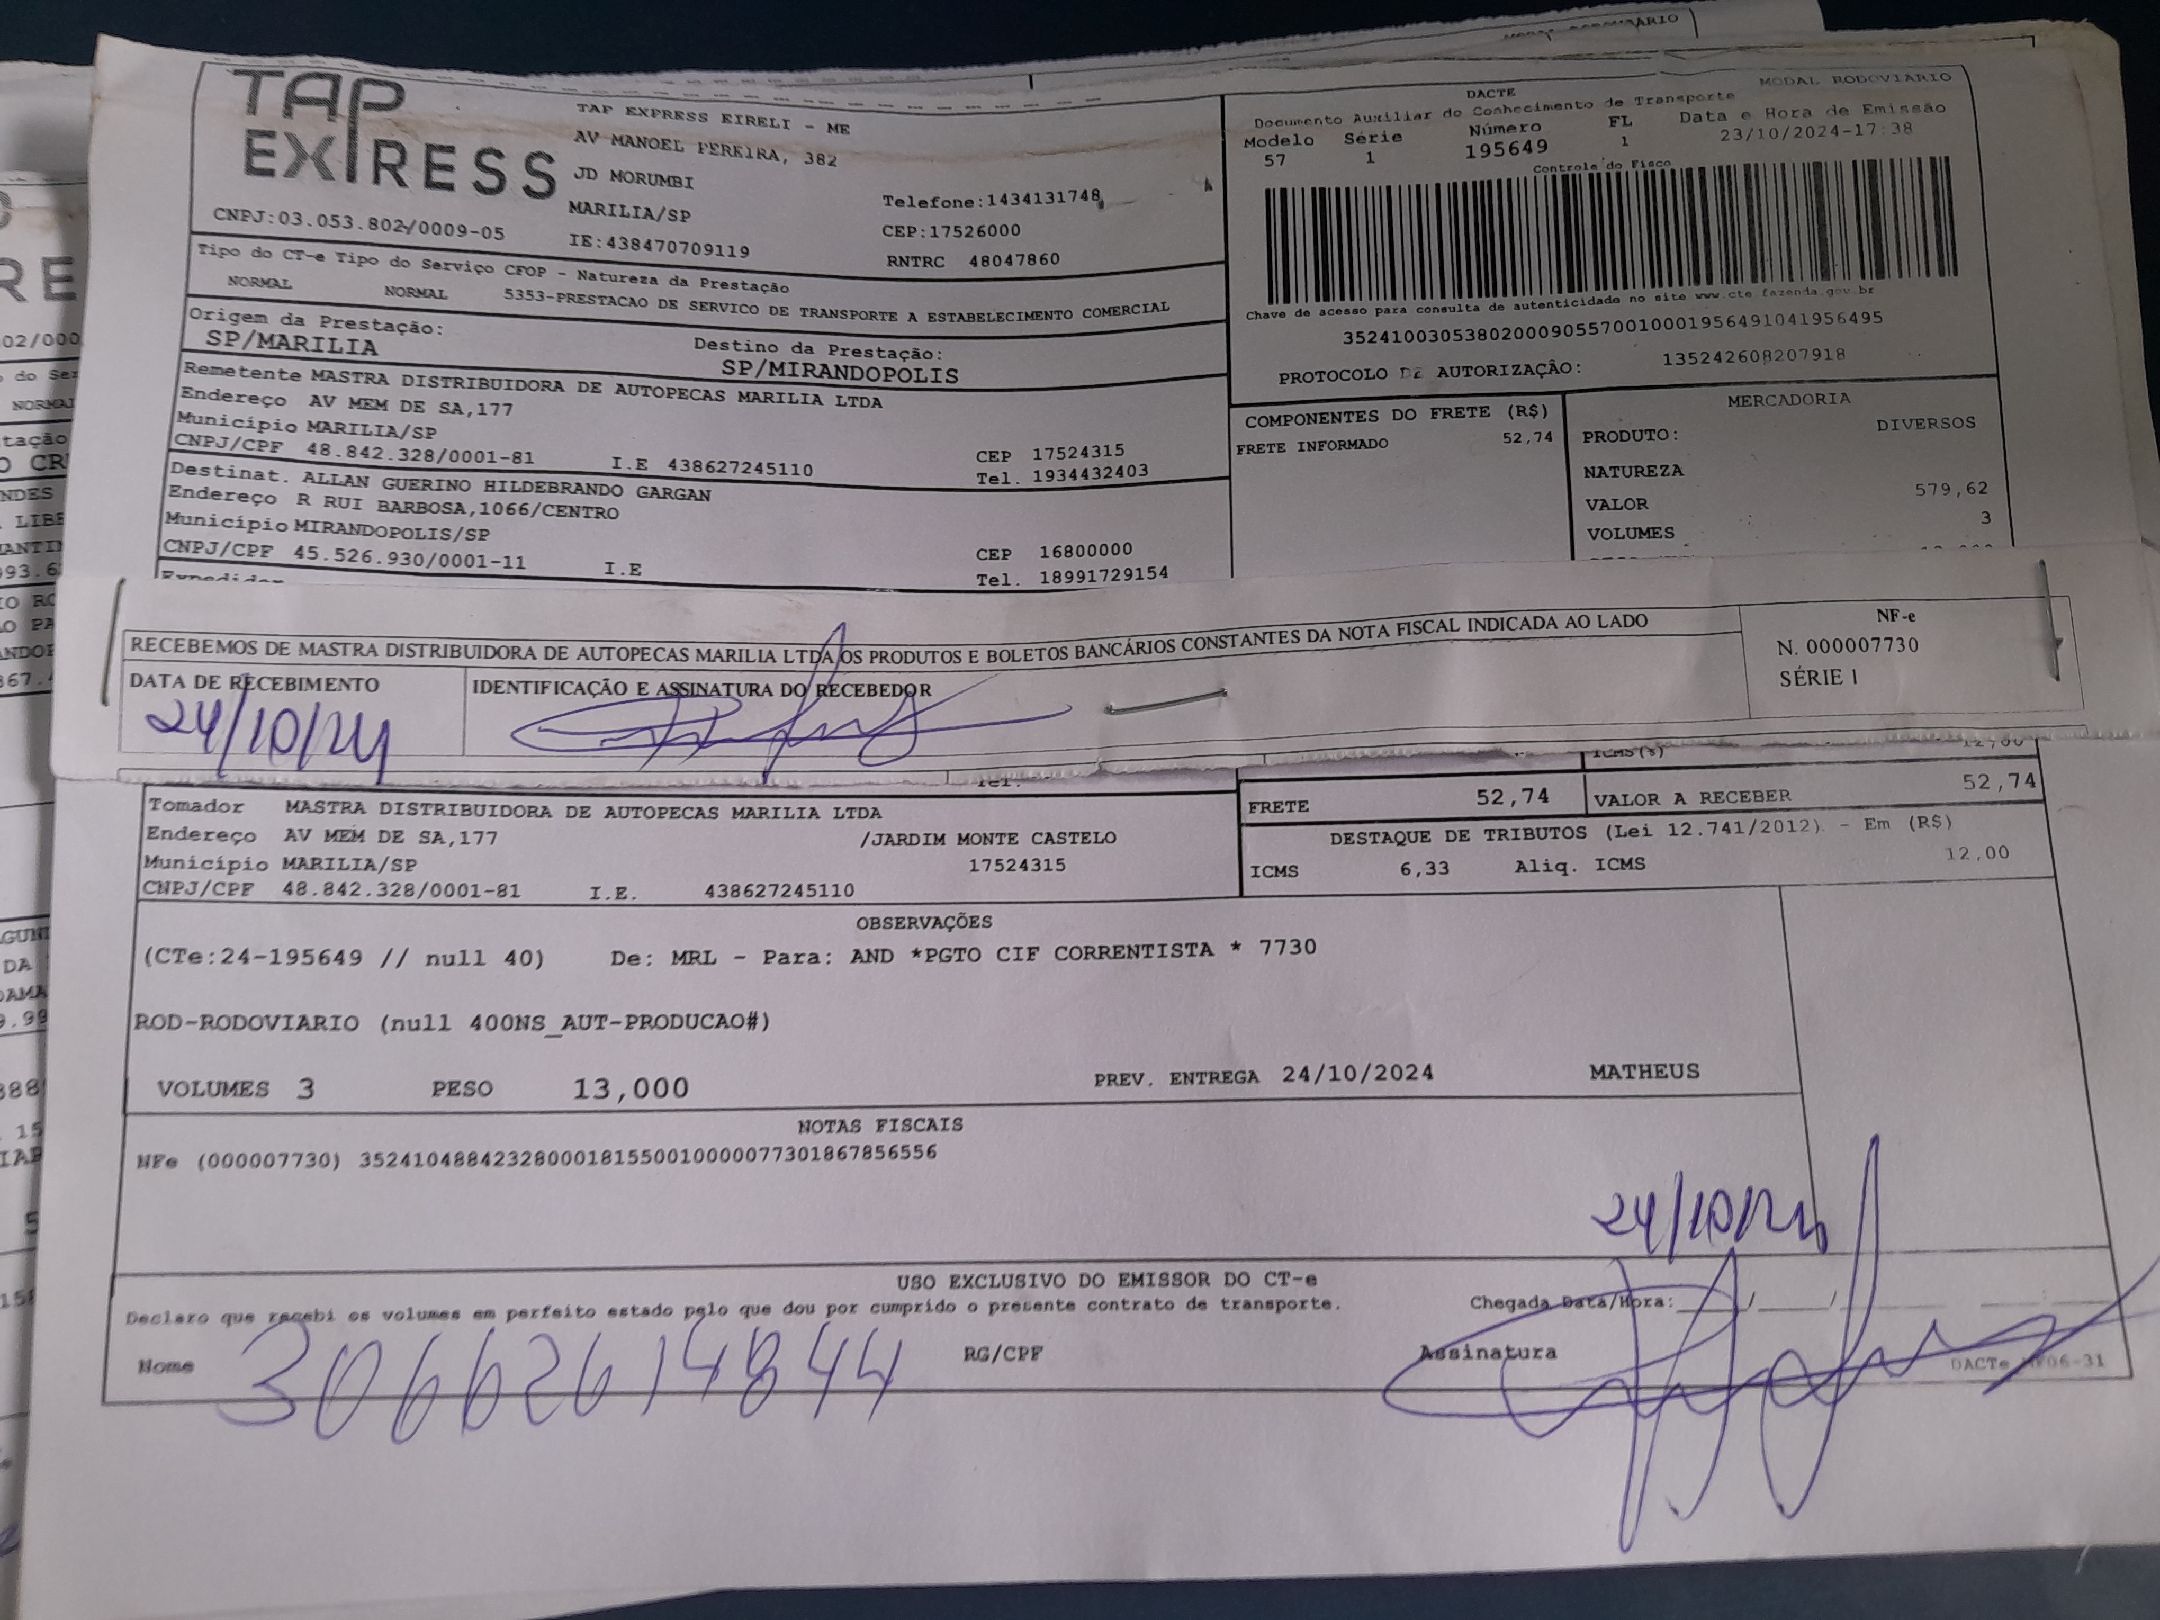 TAP
EXPRESS
CNPJ:03.053.802/0009-05
TAP EXPRESS EIRELI - ME
AV MANOEL PEREIRA, 382
JD MORUMBI
MARILIA/SP
IE:438470709119
Telefone:1434131748
CEP:17526000
RNTRC 48047860
MODAL RODOVIARIO
DACTE
Documento Auxiliar do Conhecimento de Transporte
Modelo Série Número FL Data e Hora de Emissão
57 1 195649 1 23/10/2024-17:38
Controle do Fisco
Chave de acesso para consulta de autenticidade no site www.cte.fazenda.gov.br
35241003053802000905570010001956491041956495
PROTOCOLO DE AUTORIZAÇÃO: 135242608207918
Tipo do CT-e Tipo do Serviço CFOP - Natureza da Prestação
NORMAL NORMAL 5353-PRESTACAO DE SERVICO DE TRANSPORTE A ESTABELECIMENTO COMERCIAL
Origem da Prestação: Destino da Prestação:
SP/MARILIA SP/MIRANDOPOLIS
Remetente MASTRA DISTRIBUIDORA DE AUTOPECAS MARILIA LTDA
Endereço AV MEM DE SA,177
Município MARILIA/SP CEP 17524315
CNPJ/CPF 48.842.328/0001-81 I.E 438627245110 Tel. 1934432403
Destinat. ALLAN GUERINO HILDEBRANDO GARGAN
Endereço R RUI BARBOSA,1066/CENTRO
Município MIRANDOPOLIS/SP CEP 16800000
CNPJ/CPF 45.526.930/0001-11 I.E Tel. 18991729154
COMPONENTES DO FRETE (R$)
FRETE INFORMADO 52,74
MERCADORIA
PRODUTO: DIVERSOS
NATUREZA
VALOR 579,62
VOLUMES 3
RECEBEMOS DE MASTRA DISTRIBUIDORA DE AUTOPECAS MARILIA LTDA OS PRODUTOS E BOLETOS BANCÁRIOS CONSTANTES DA NOTA FISCAL INDICADA AO LADO
DATA DE RECEBIMENTO IDENTIFICAÇÃO E ASSINATURA DO RECEBEDOR
24/10/24
NF-e
N. 000007730
SÉRIE 1
Tomador MASTRA DISTRIBUIDORA DE AUTOPECAS MARILIA LTDA
Endereço AV MEM DE SA,177 /JARDIM MONTE CASTELO
Município MARILIA/SP 17524315
CNPJ/CPF 48.842.328/0001-81 I.E. 438627245110
FRETE 52,74 VALOR A RECEBER 52,74
DESTAQUE DE TRIBUTOS (Lei 12.741/2012) - Em (R$)
ICMS 6,33 Aliq. ICMS 12,00
OBSERVAÇÕES
(CTe:24-195649 // null 40) De: MRL - Para: AND *PGTO CIF CORRENTISTA * 7730
ROD-RODOVIARIO (null 400NS_AUT-PRODUCAO#)
VOLUMES 3 PESO 13,000 PREV. ENTREGA 24/10/2024 MATHEUS
NOTAS FISCAIS
NFe (000007730) 35241048842328000181550010000077301867856556
24/10/24
USO EXCLUSIVO DO EMISSOR DO CT-e
Declaro que recebi os volumes em perfeito estado pelo que dou por cumprido o presente contrato de transporte. Chegada Data/Hora:
Nome 30662614844 RG/CPF Assinatura